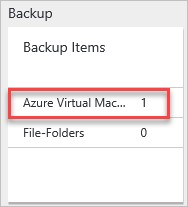 Backup
Backup Items
Azure Virtual Mac... 1
File-Folders 0